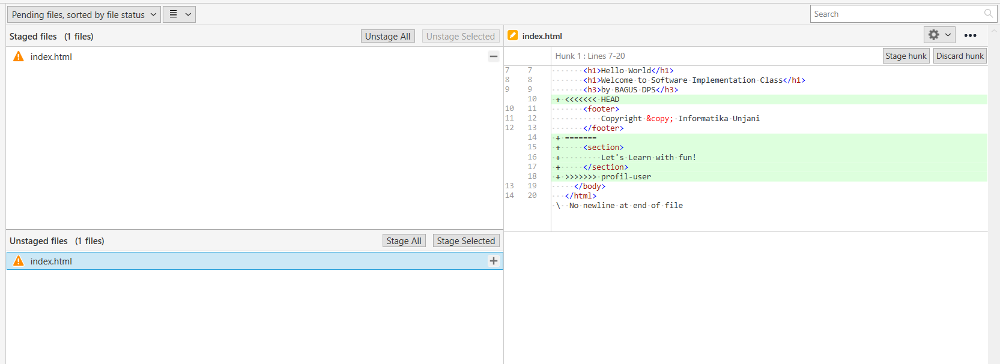 Pending files, sorted by file status
Search
Staged files (1 files)
Unstage All
Unstage Selected
index.html
Unstaged files (1 files)
Stage All
Stage Selected
index.html
index.html
Hunk 1 : Lines 7-20
Stage hunk
Discard hunk
7 7 <h1>Hello World</h1>
8 8 <h1>Welcome to Software Implementation Class</h1>
9 9 <h3>by BAGUS DPS</h3>
10 + <<<<<<< HEAD
10 11 <footer>
11 12 Copyright &copy; Informatika Unjani
12 13 </footer>
14 + =======
15 + <section>
16 + Let's Learn with fun!
17 + </section>
18 + >>>>>>> profil-user
13 19 </body>
14 20 </html>
\ No newline at end of file